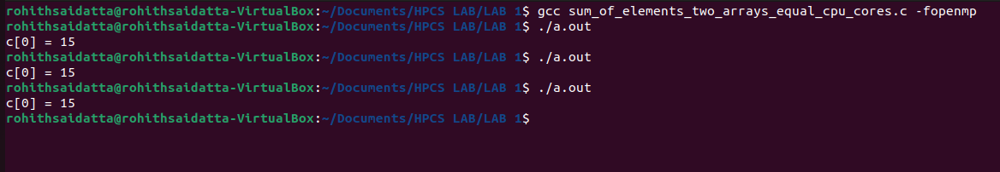 rohithsaidatta@rohithsaidatta-VirtualBox:~/Documents/HPCS LAB/LAB 1$ gcc sum_of_elements_two_arrays_equal_cpu_cores.c -fopenmp
rohithsaidatta@rohithsaidatta-VirtualBox:~/Documents/HPCS LAB/LAB 1$ ./a.out
c[0] = 15
rohithsaidatta@rohithsaidatta-VirtualBox:~/Documents/HPCS LAB/LAB 1$ ./a.out
c[0] = 15
rohithsaidatta@rohithsaidatta-VirtualBox:~/Documents/HPCS LAB/LAB 1$ ./a.out
c[0] = 15
rohithsaidatta@rohithsaidatta-VirtualBox:~/Documents/HPCS LAB/LAB 1$